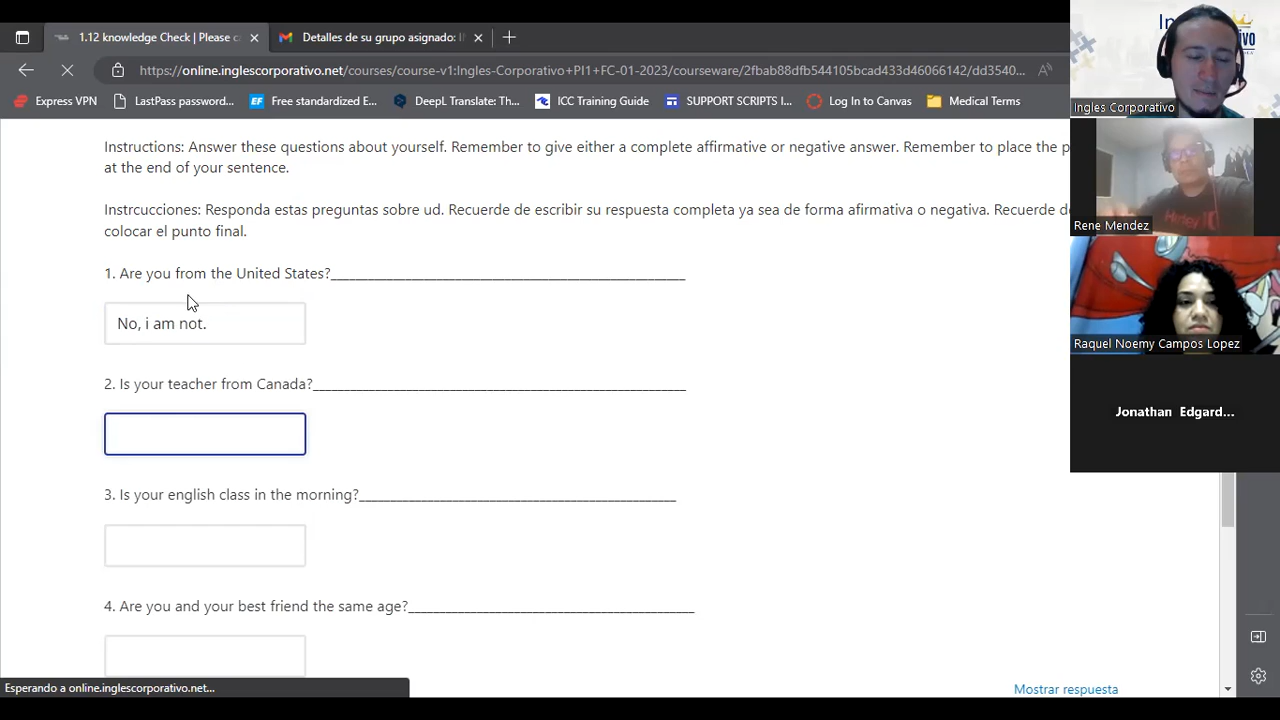 1.12 knowledge Check | Please c
Detalles de su grupo asignado: I
https://online.inglescorporativo.net/courses/course-v1:Ingles-Corporativo+PI1+FC-01-2023/courseware/2fbab88dfb544105bcad433d46066142/dd3540...
Express VPN
LastPass password...
Free standardized E...
DeepL Translate: Th...
ICC Training Guide
SUPPORT SCRIPTS I...
Log In to Canvas
Medical Terms
Instructions: Answer these questions about yourself. Remember to give either a complete affirmative or negative answer. Remember to place the p
at the end of your sentence.
Instrcucciones: Responda estas preguntas sobre ud. Recuerde de escribir su respuesta completa ya sea de forma afirmativa o negativa. Recuerde de
colocar el punto final.
1. Are you from the United States?
No, i am not.
2. Is your teacher from Canada?
3. Is your english class in the morning?
4. Are you and your best friend the same age?
Mostrar respuesta
Esperando a online.inglescorporativo.net...
Ingles Corporativo
Rene Mendez
Raquel Noemy Campos Lopez
Jonathan Edgard...